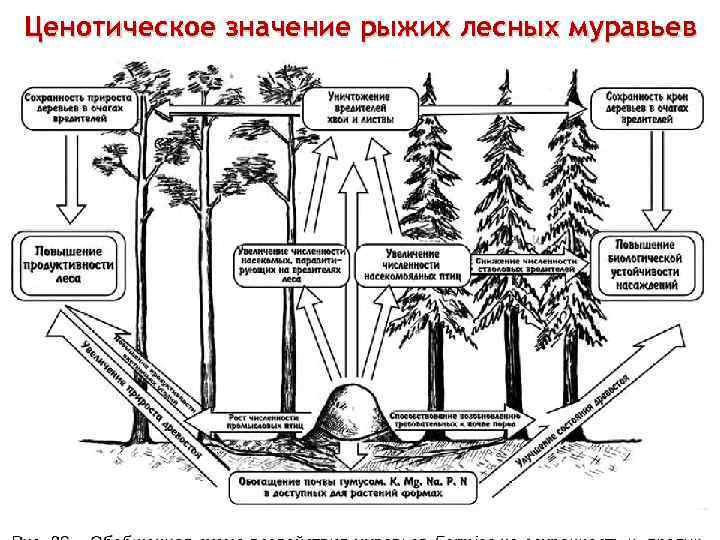 Ценотическое значение рыжих лесных муравьев
Сохранность прироста
деревьев в очагах
вредителей
Уничтожение
вредителей
хвои и листвы
Сохранность крон
деревьев в очагах
вредителей
Повышение
продуктивности
леса
Увеличение численности
насекомых, паразити-
рующих на вредителях
леса
Увеличение
численности
насекомоядных птиц
Снижение численности
стволовых вредителей
Повышение
биологической
устойчивости
насаждений
Повышение продуктивности
Увеличение прироста древостоя
Рост численности
промысловых птиц
Способствование возобновлению
требовательных к почве пород
Улучшение состояния древостоя
Обогащение почвы гумусом. K. Mg. Na. P. N
в доступных для растений формах